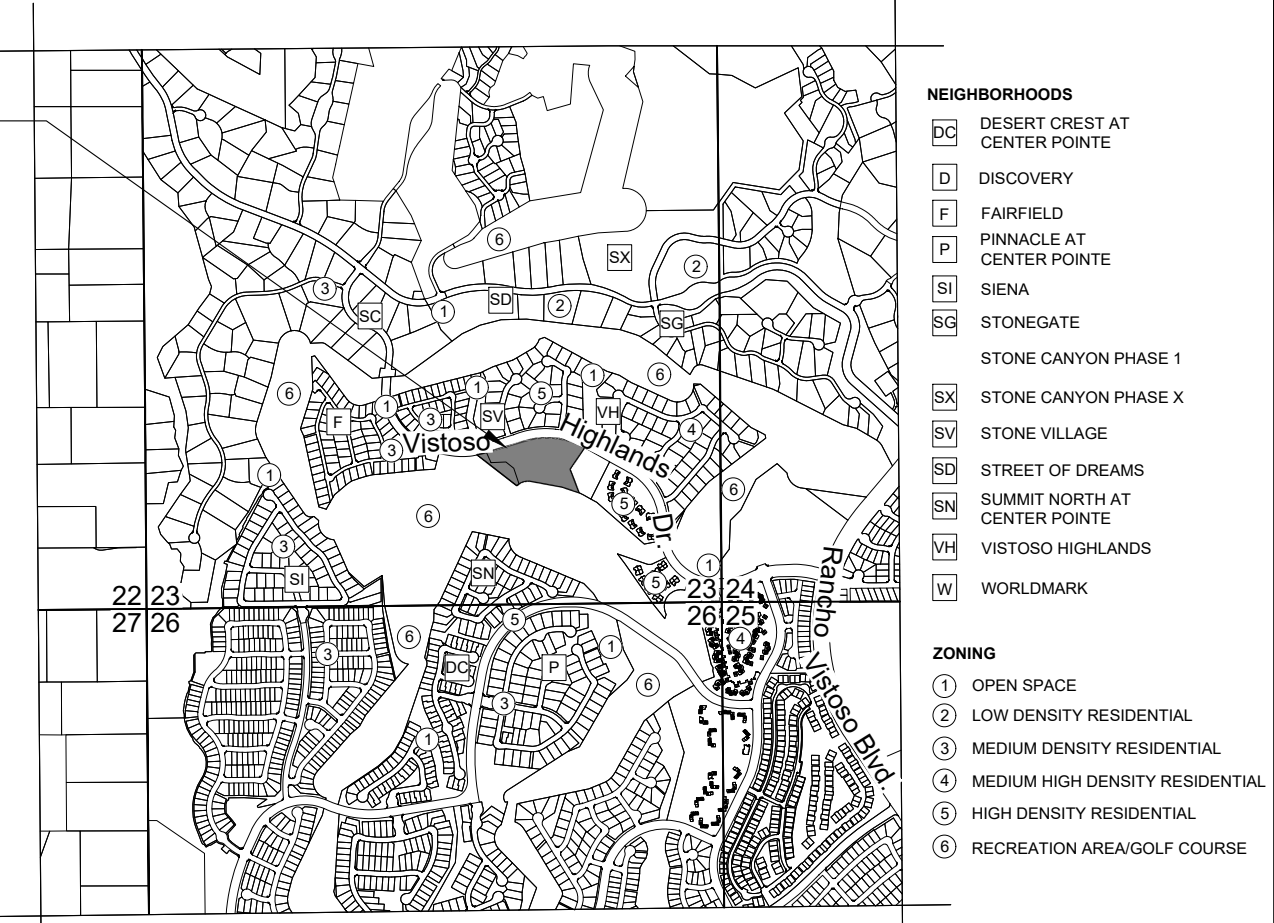 6
SX
2
3
SD
2
SC
1
SG
6
6
1
1
5
1
3
SV
VH
F
4
3
Vistoso
Highlands
1
6
5
6
Dr.
3
SI
SN
1
5
Rancho
22 23
23 24
27 26
26 25
5
6
4
3
DC
P
1
6
3
1
Vistoso Blvd.
NEIGHBORHOODS
DC DESERT CREST AT
CENTER POINTE
D DISCOVERY
F FAIRFIELD
P PINNACLE AT
CENTER POINTE
SI SIENA
SG STONEGATE
STONE CANYON PHASE 1
SX STONE CANYON PHASE X
SV STONE VILLAGE
SD STREET OF DREAMS
SN SUMMIT NORTH AT
CENTER POINTE
VH VISTOSO HIGHLANDS
W WORLDMARK
ZONING
1 OPEN SPACE
2 LOW DENSITY RESIDENTIAL
3 MEDIUM DENSITY RESIDENTIAL
4 MEDIUM HIGH DENSITY RESIDENTIAL
5 HIGH DENSITY RESIDENTIAL
6 RECREATION AREA/GOLF COURSE